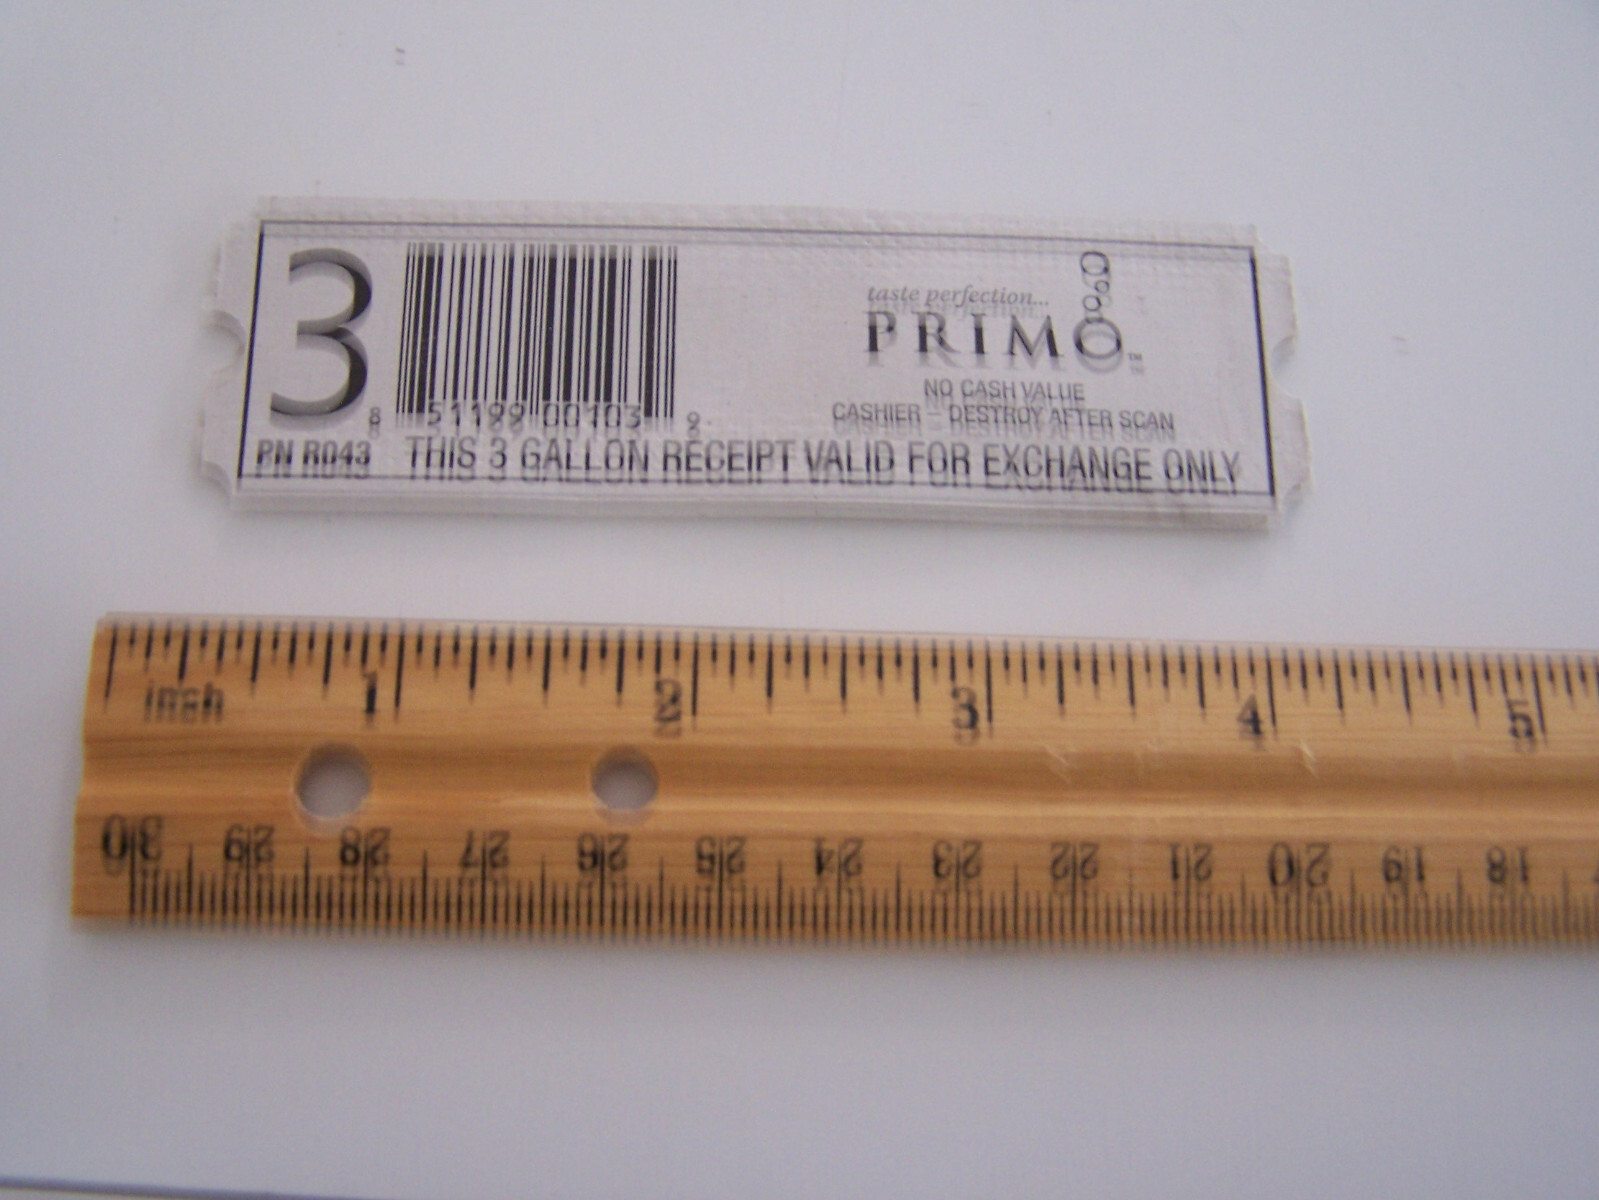 3
8 51199 00103 9
PN R043
THIS 3 GALLON RECEIPT VALID FOR EXCHANGE ONLY
taste perfection...
PRIMO™
NO CASH VALUE
CASHIER – DESTROY AFTER SCAN
inch 1 2 3 4 5
30 29 28 27 26 25 24 23 22 21 20 19 18